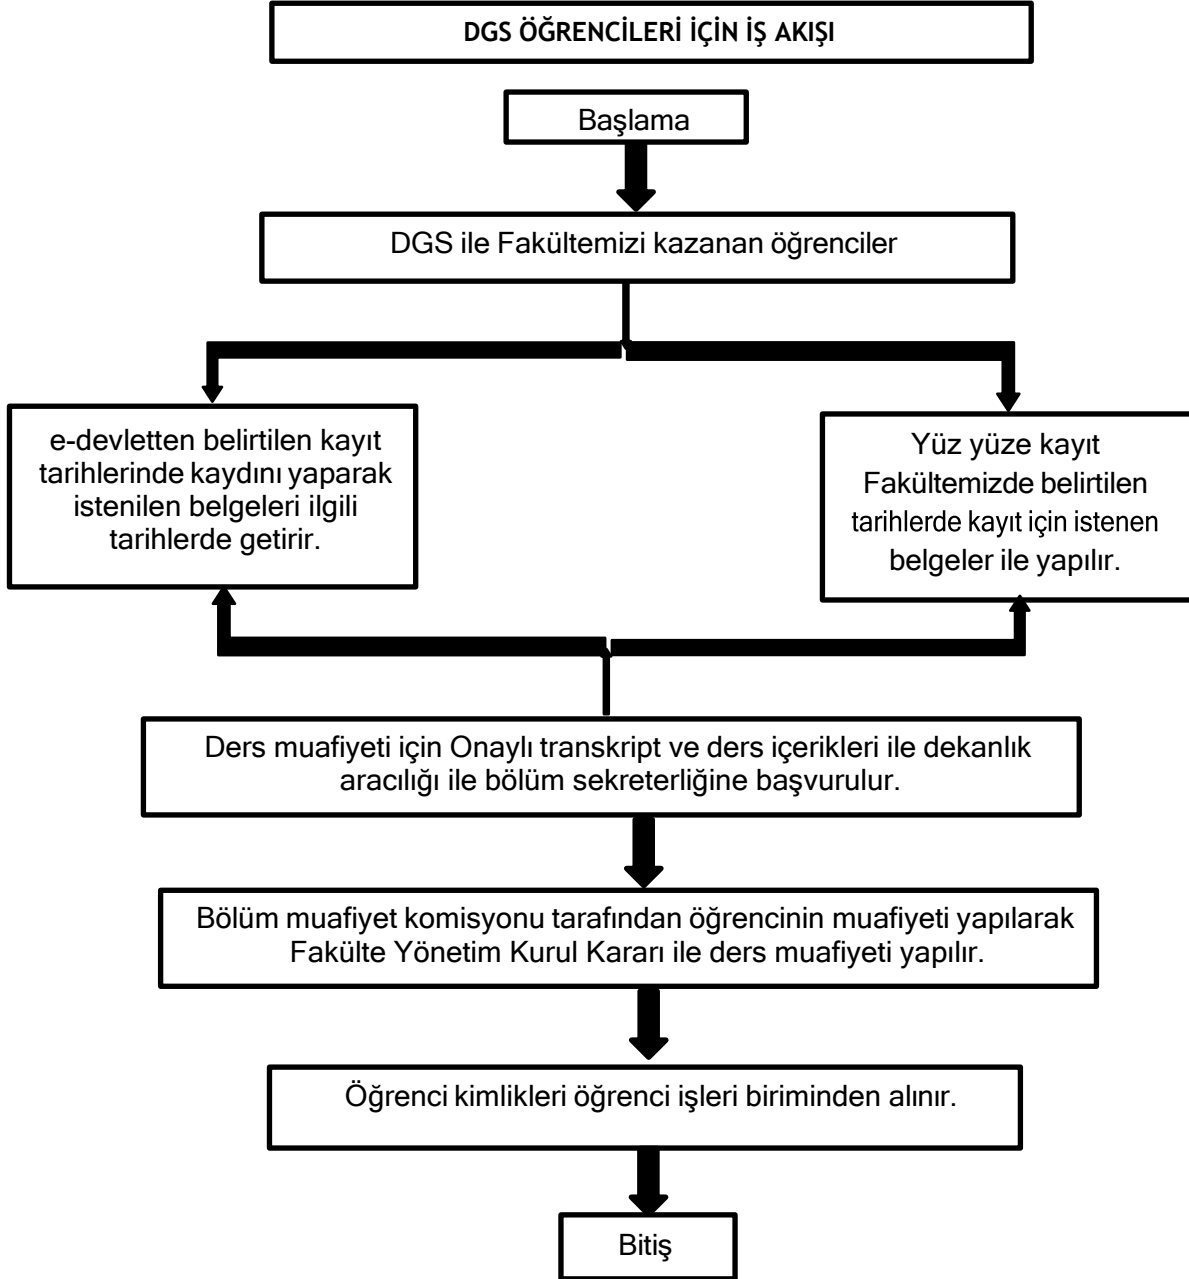 DGS ÖĞRENCİLERİ İÇİN İŞ AKIŞI
Başlama
DGS ile Fakültemizi kazanan öğrenciler
e-devletten belirtilen kayıt
tarihlerinde kaydını yaparak
istenilen belgeleri ilgili
tarihlerde getirir.
Yüz yüze kayıt
Fakültemizde belirtilen
tarihlerde kayıt için istenen
belgeler ile yapılır.
Ders muafiyeti için Onaylı transkript ve ders içerikleri ile dekanlık
aracılığı ile bölüm sekreterliğine başvurulur.
Bölüm muafiyet komisyonu tarafından öğrencinin muafiyeti yapılarak
Fakülte Yönetim Kurul Kararı ile ders muafiyeti yapılır.
Öğrenci kimlikleri öğrenci işleri biriminden alınır.
Bitiş